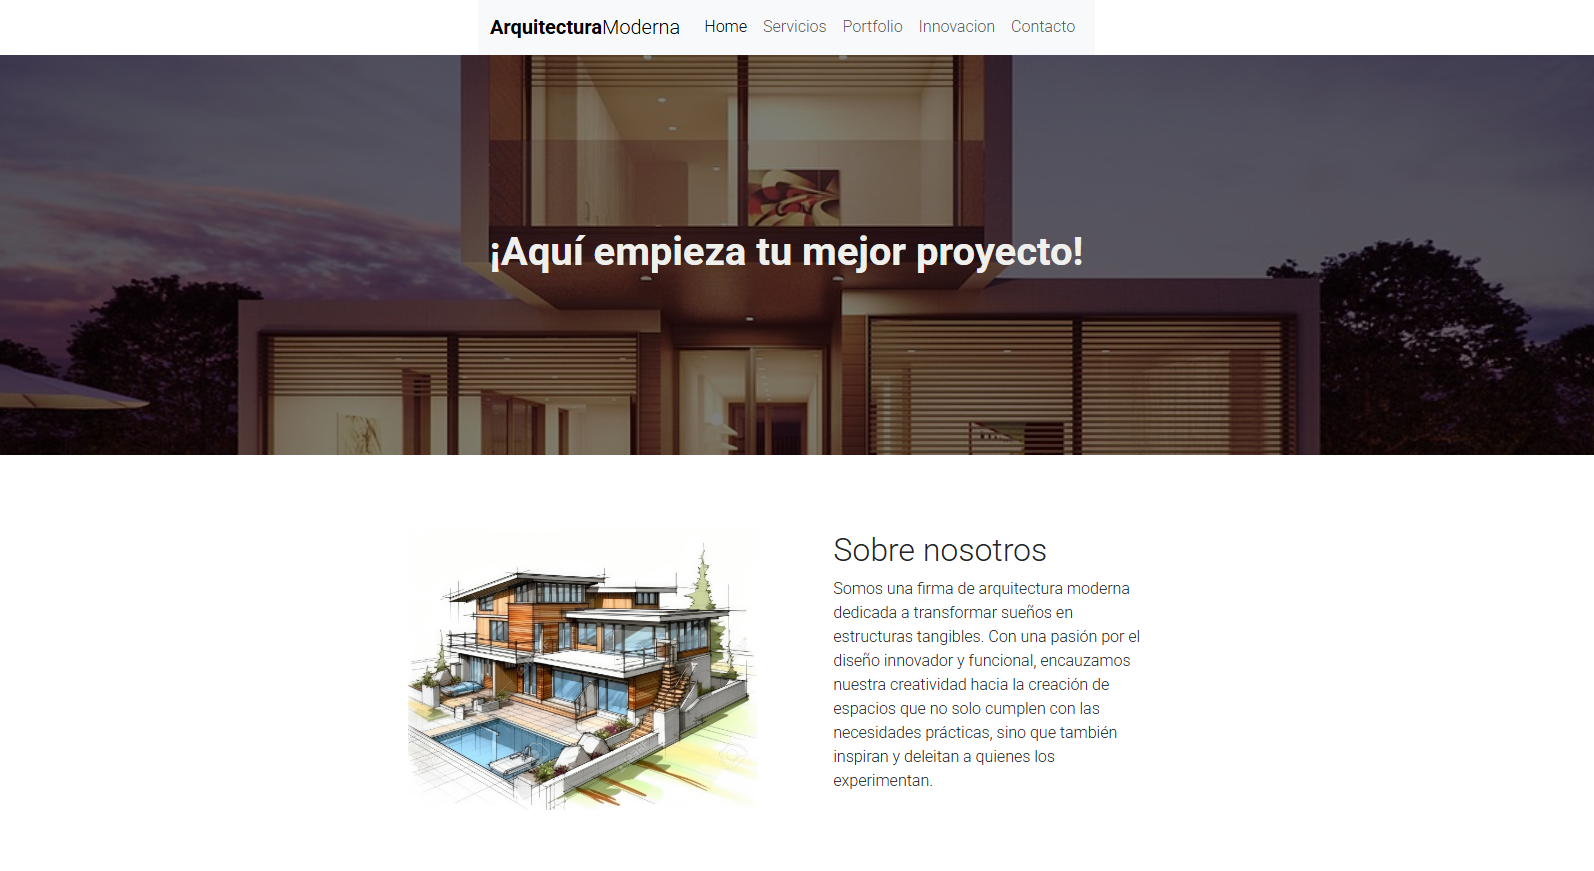 ArquitecturaModerna Home Servicios Portfolio Innovacion Contacto
¡Aquí empieza tu mejor proyecto!
Sobre nosotros
Somos una firma de arquitectura moderna
dedicada a transformar sueños en
estructuras tangibles. Con una pasión por el
diseño innovador y funcional, encauzamos
nuestra creatividad hacia la creación de
espacios que no solo cumplen con las
necesidades prácticas, sino que también
inspiran y deleitan a quienes los
experimentan.